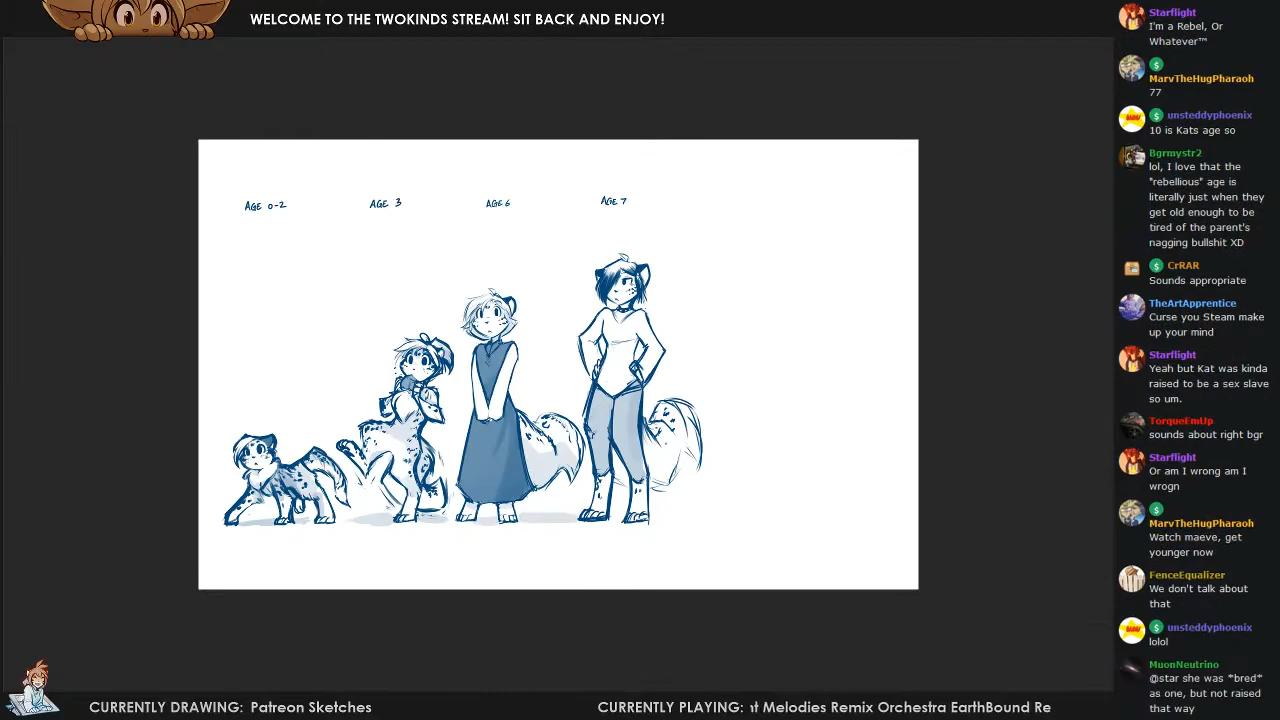 WELCOME TO THE TWOKINDS STREAM! SIT BACK AND ENJOY!
AGE 0-2
AGE 3
AGE 6
AGE 7
Starflight
I'm a Rebel, Or
Whatever™
$
MarvTheHugPharaoh
77
$ unsteddyphoenix
10 is Kats age so
Bgrmystr2
lol, I love that the
"rebellious" age is
literally just when they
get old enough to be
tired of the parent's
nagging bullshit XD
$ CrRAR
Sounds appropriate
TheArtApprentice
Curse you Steam make
up your mind
Starflight
Yeah but Kat was kinda
raised to be a sex slave
so um.
TorqueEmUp
sounds about right bgr
Starflight
Or am I wrong am I
wrogn
$
MarvTheHugPharaoh
Watch maeve, get
younger now
FenceEqualizer
We don't talk about
that
$ unsteddyphoenix
lolol
MuonNeutrino
@star she was *bred*
as one, but not raised
that way
CURRENTLY DRAWING: Patreon Sketches
CURRENTLY PLAYING: ıt Melodies Remix Orchestra EarthBound Re